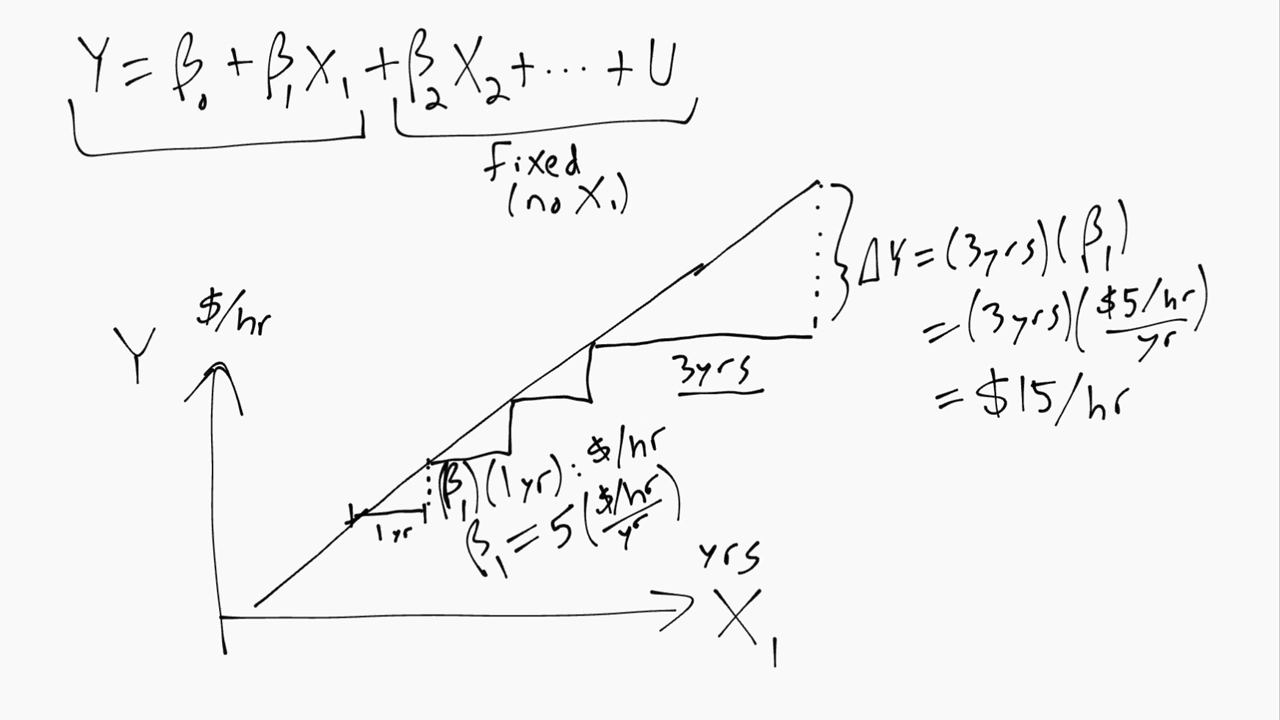 Y = β₀ + β₁X₁ + β₂X₂ + ··· + U
fixed
(no X₁)
ΔY = (3yrs)(β₁)
= (3yrs)($5/hr/yr)
= $15/hr
$/hr
Y
3yrs
(β₁)(1yr): $/hr
1yr
β₁ = 5($/hr/yr)
yrs
X₁